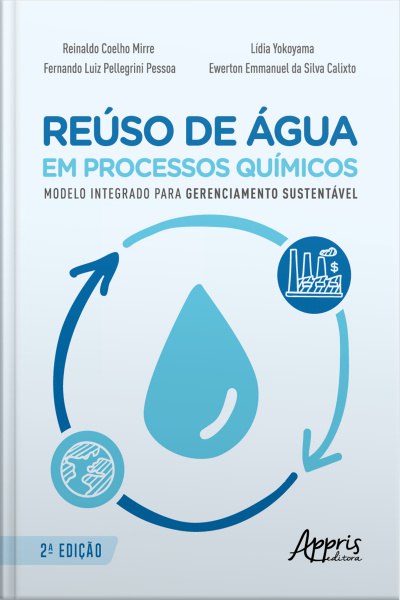 Reinaldo Coelho Mirre
Lídia Yokoyama
Fernando Luiz Pellegrini Pessoa
Ewerton Emmanuel da Silva Calixto
REÚSO DE ÁGUA
EM PROCESSOS QUÍMICOS
MODELO INTEGRADO PARA GERENCIAMENTO SUSTENTÁVEL
$
2ª EDIÇÃO
Appris
editora